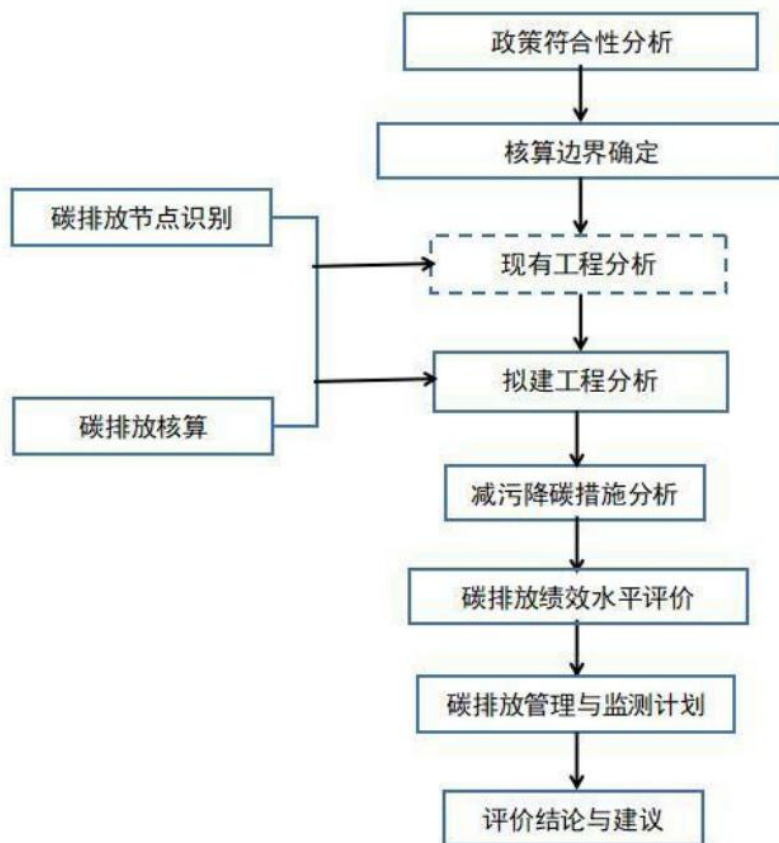 政策符合性分析
核算边界确定
碳排放节点识别
现有工程分析
拟建工程分析
碳排放核算
减污降碳措施分析
碳排放绩效水平评价
碳排放管理与监测计划
评价结论与建议